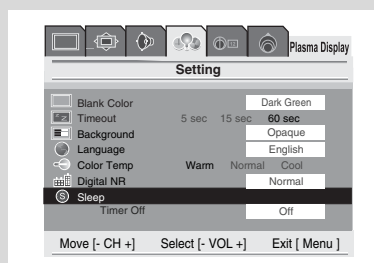 Plasma Display
Setting
Blank Color Dark Green
Timeout 5 sec 15 sec 60 sec
Background Opaque
Language English
Color Temp Warm Normal Cool
Digital NR Normal
S Sleep
Timer Off Off
Move [- CH +] Select [- VOL +] Exit [ Menu ]